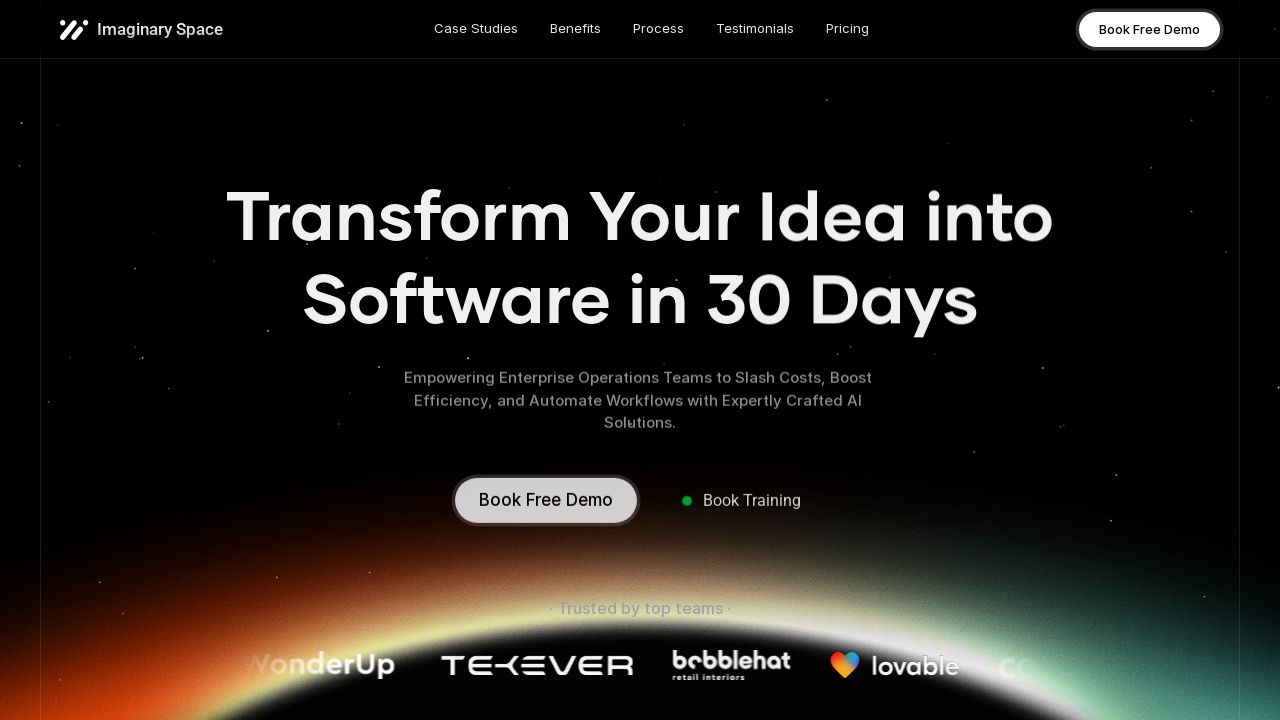 Imaginary Space
Case Studies
Benefits
Process
Testimonials
Pricing
Book Free Demo
Transform Your Idea into
Software in 30 Days
Empowering Enterprise Operations Teams to Slash Costs, Boost
Efficiency, and Automate Workflows with Expertly Crafted AI
Solutions.
Book Free Demo
Book Training
· Trusted by top teams ·
WonderUp
TEKEVER
bobblehat
retail interiors
lovable